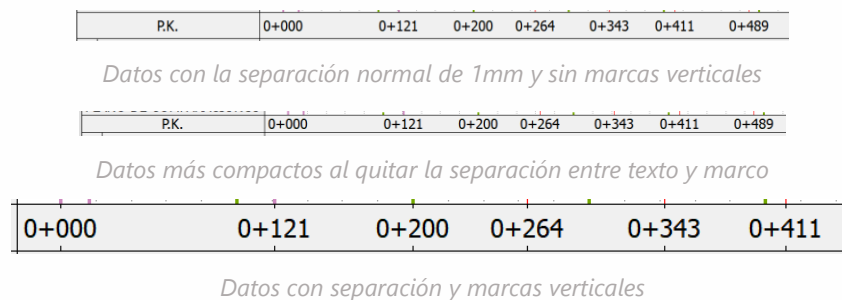 P.K. 0+000 0+121 0+200 0+264 0+343 0+411 0+489
Datos con la separación normal de 1mm y sin marcas verticales
P.K. 0+000 0+121 0+200 0+264 0+343 0+411 0+489
Datos más compactos al quitar la separación entre texto y marco
0+000 0+121 0+200 0+264 0+343 0+411
Datos con separación y marcas verticales